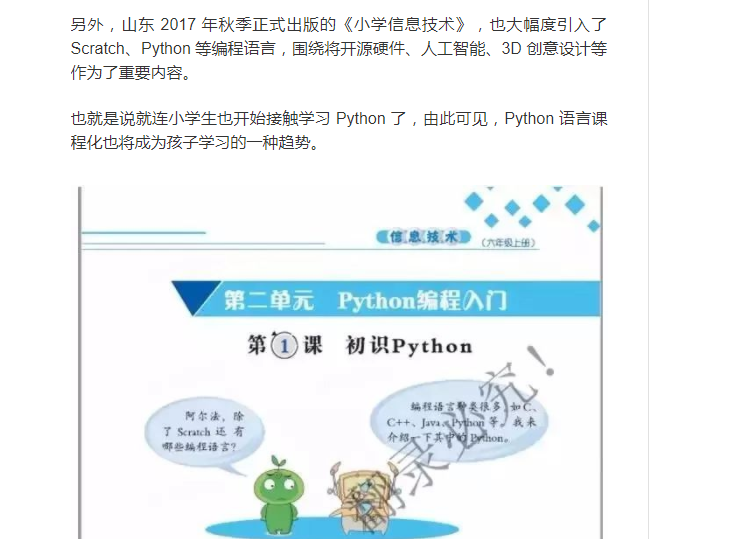 另外，山东 2017 年秋季正式出版的《小学信息技术》，也大幅度引入了
Scratch、Python 等编程语言，围绕将开源硬件、人工智能、3D 创意设计等
作为了重要内容。
也就是说就连小学生也开始接触学习 Python 了，由此可见，Python 语言课
程化也将成为孩子学习的一种趋势。
信息技术（六年级上册）
第二单元 Python编程入门
第1课 初识Python
阿尔法，除
了 Scratch 还 有
哪些编程语言？
编程语言种类很多，如C、
C++、Java、Python 等。我来
介绍一下其中的 Python。
翻录必究！